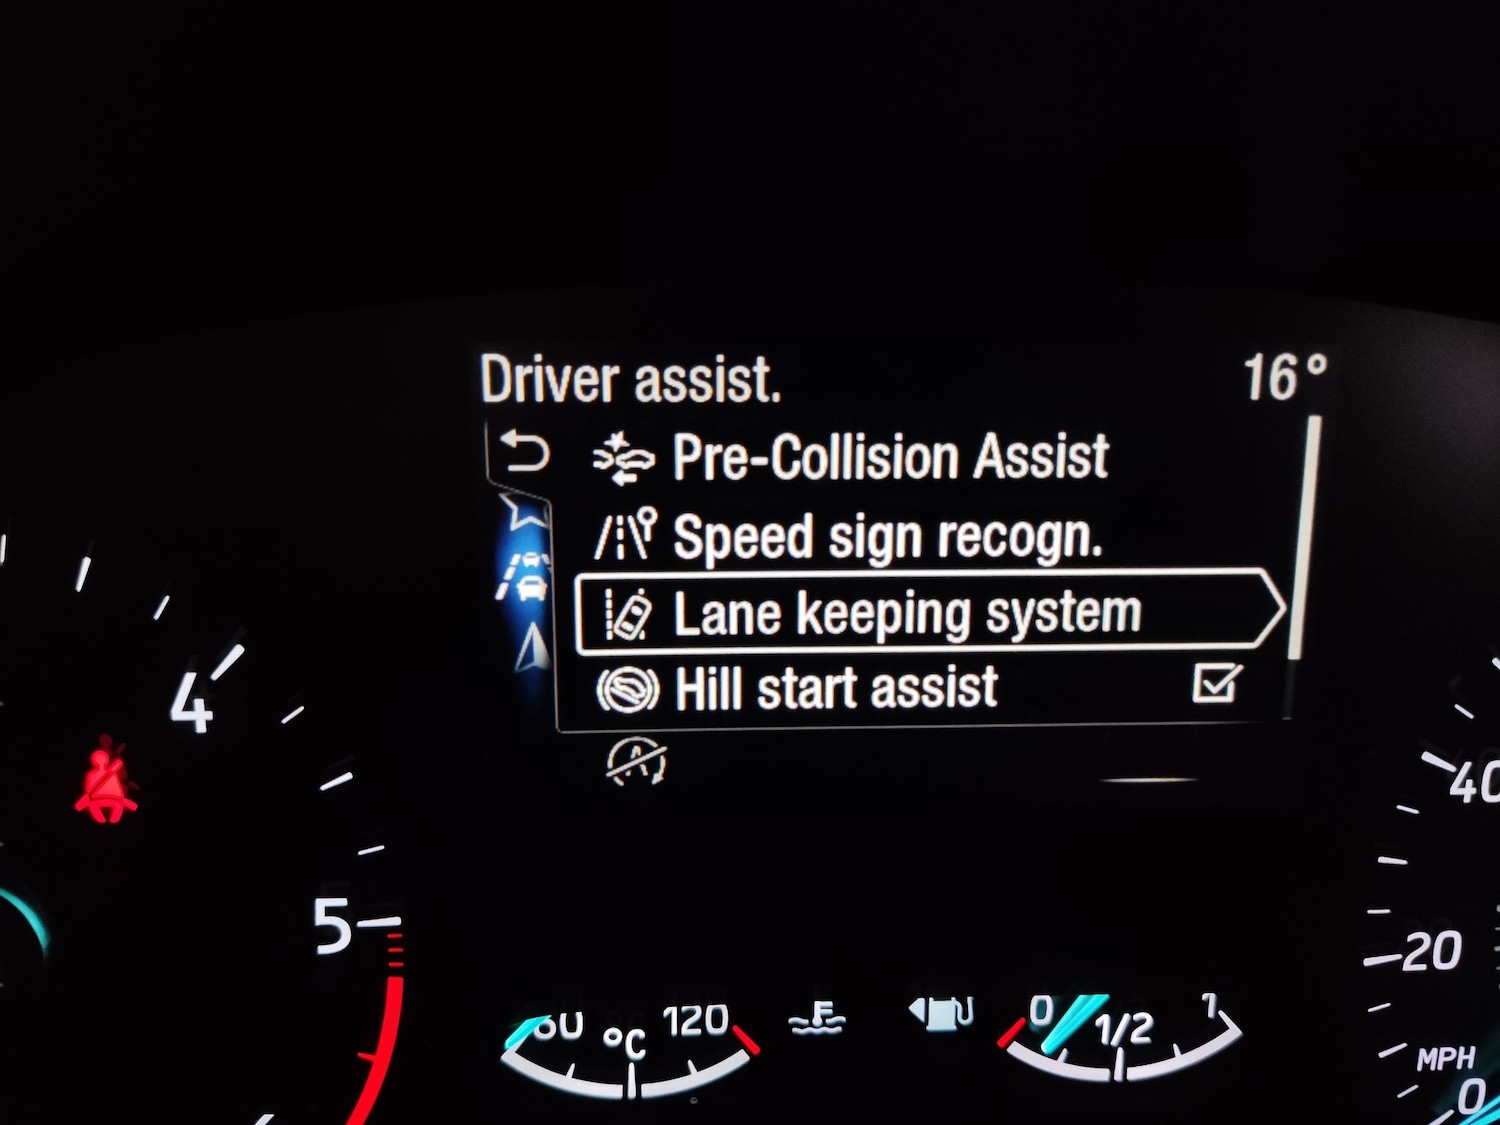 Driver assist. 16°
Pre-Collision Assist
Speed sign recogn.
Lane keeping system
Hill start assist
4
5
40
20
MPH
0
60 °C 120
0 1/2 1